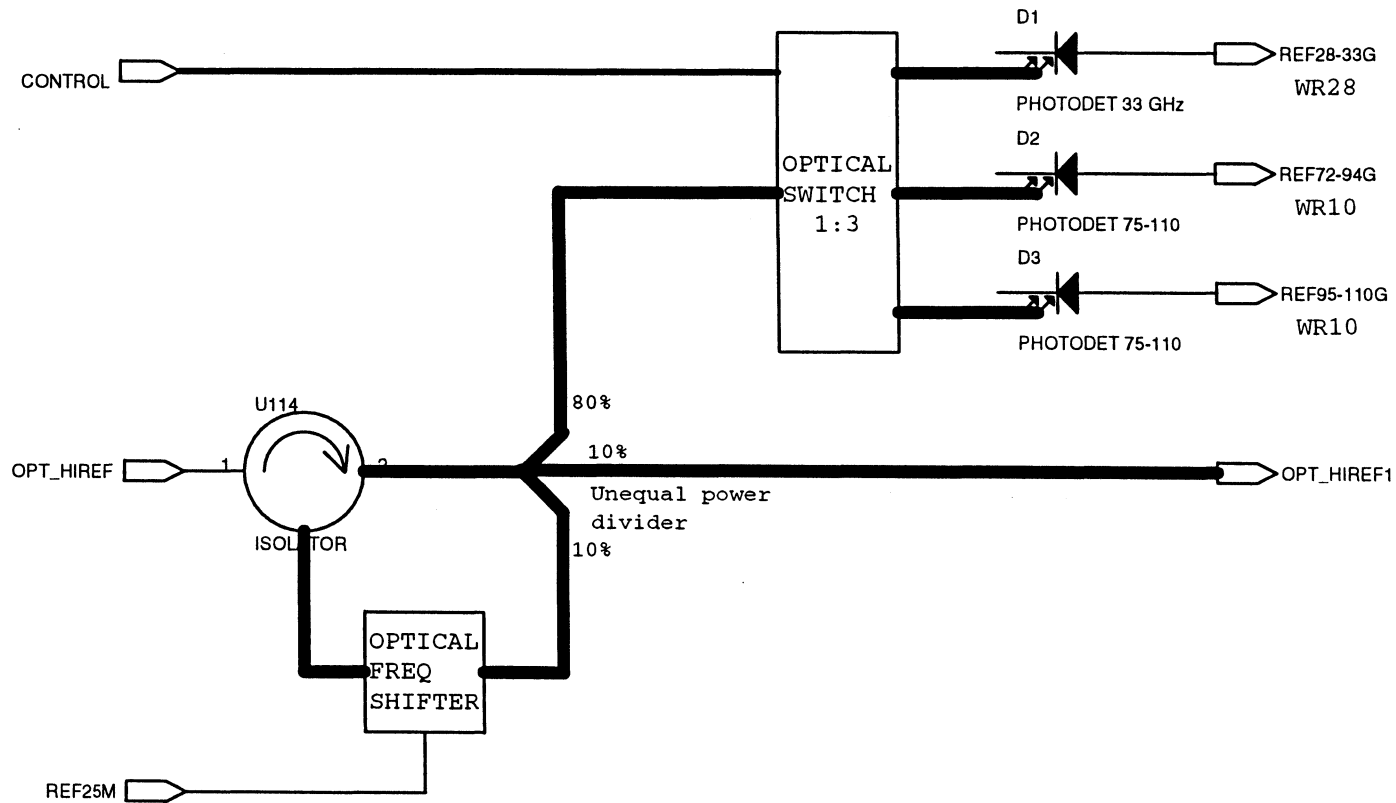 D1
CONTROL
REF28-33G
WR28
PHOTODET 33 GHz
D2
OPTICAL
SWITCH
1:3
REF72-94G
WR10
PHOTODET 75-110
D3
REF95-110G
WR10
PHOTODET 75-110
80%
U114
10%
OPT_HIREF
1
2
OPT_HIREF1
Unequal power
divider
ISOLATOR
10%
OPTICAL
FREQ
SHIFTER
REF25M